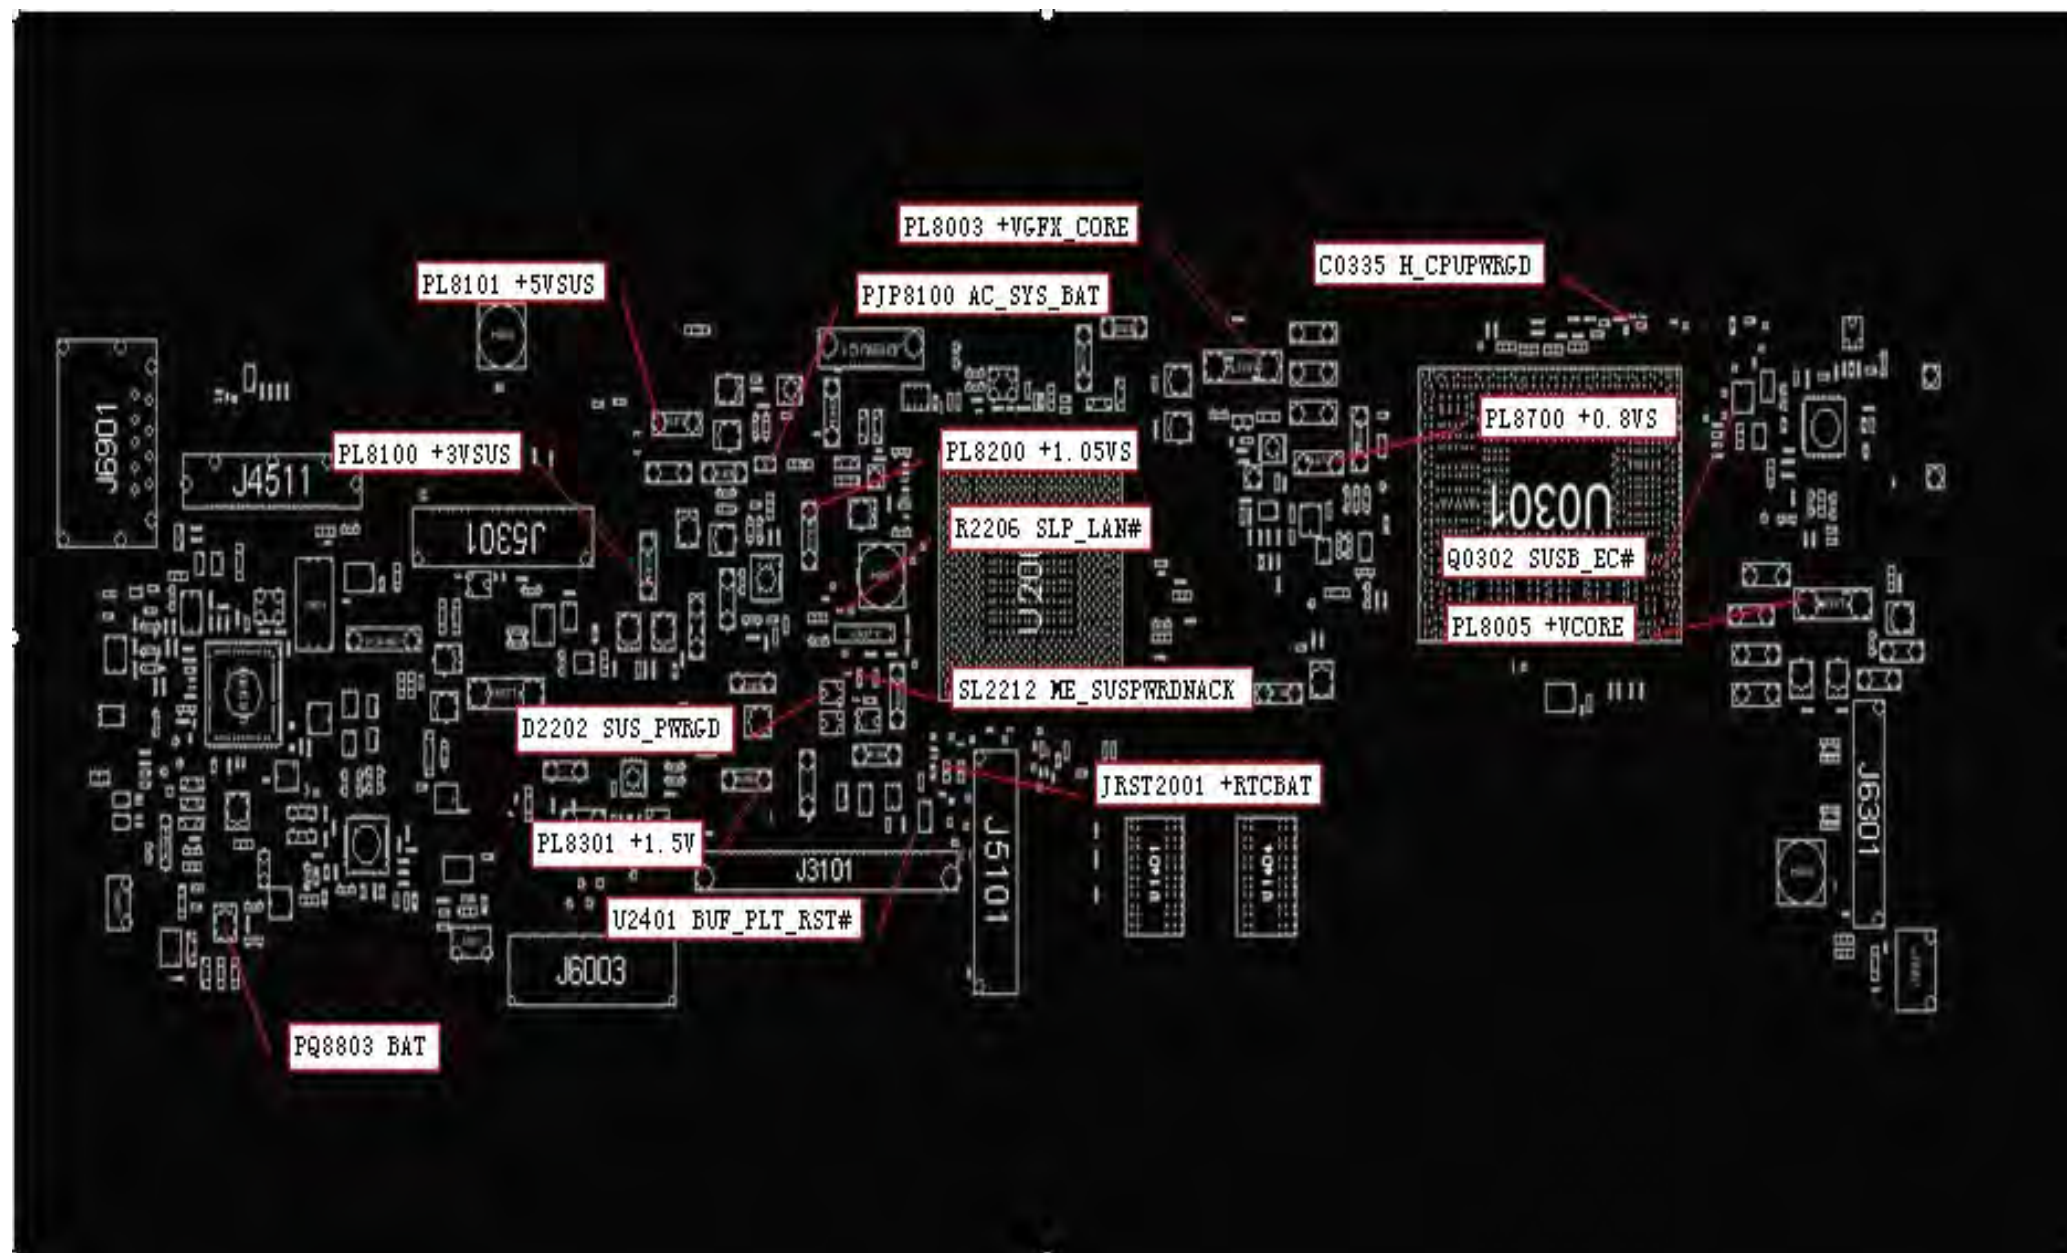 PL8003 +VGFX_CORE
C0335 H_CPUPWRGD
PL8101 +5VSUS
PJP8100 AC_SYS_BAT
PL8700 +0.8VS
PL8100 +3VSUS
PL8200 +1.05VS
J6901
J4511
J5301
U0301
R2206 SLP_LAN#
Q0302 SUSB_EC#
PL8005 +VCORE
SL2212 ME_SUSPWRDNACK
D2202 SUS_PWRGD
JRST2001 +RTCBAT
PL8301 +1.5V
J3101
J5101
U1401
J6301
U2401 BUF_PLT_RST#
J6003
PQ8803 BAT